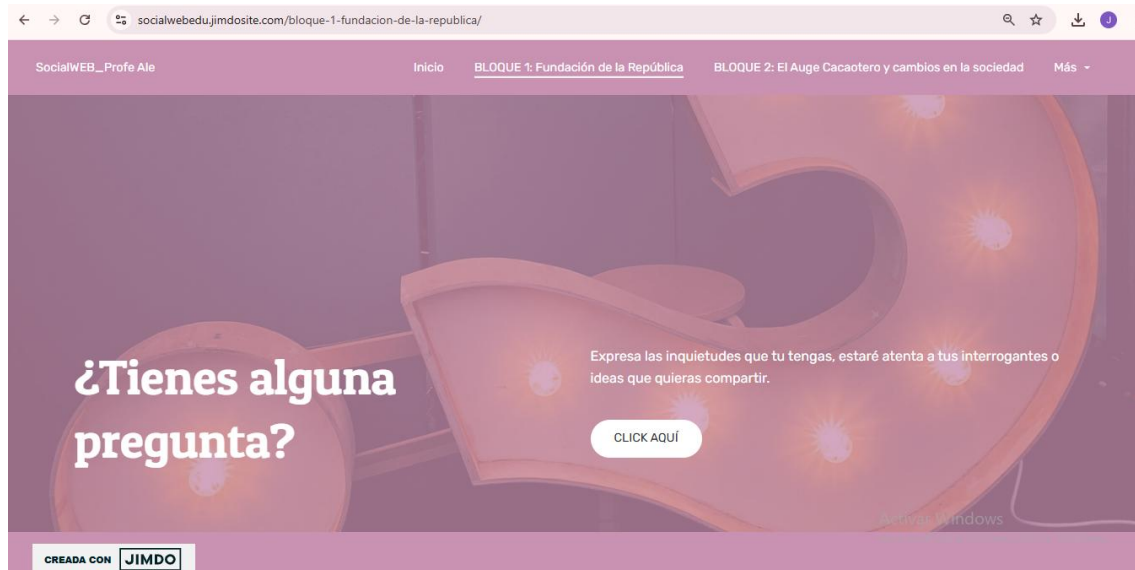 socialwebedu.jimdosite.com/bloque-1-fundacion-de-la-republica/
J
SocialWEB_Profe Ale
Inicio
BLOQUE 1: Fundación de la República
BLOQUE 2: El Auge Cacaotero y cambios en la sociedad
Más
¿Tienes alguna
pregunta?
Expresa las inquietudes que tu tengas, estaré atenta a tus interrogantes o
ideas que quieras compartir.
CLICK AQUÍ
Activar Windows
CREADA CON JIMDO